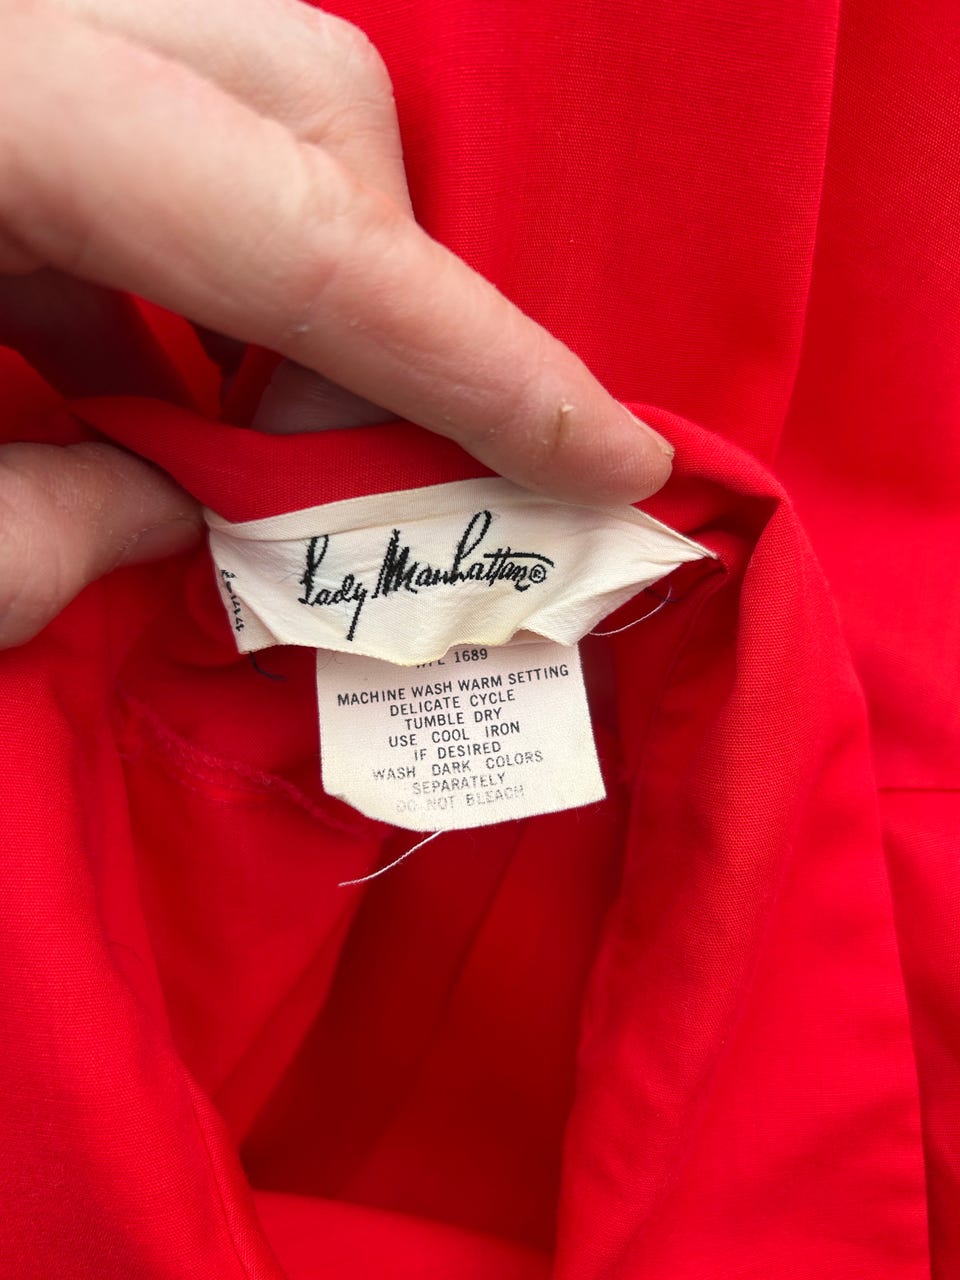 Lady Manhattan®
1689
MACHINE WASH WARM SETTING
DELICATE CYCLE
TUMBLE DRY
USE COOL IRON
IF DESIRED
WASH DARK COLORS
SEPARATELY
DO NOT BLEACH